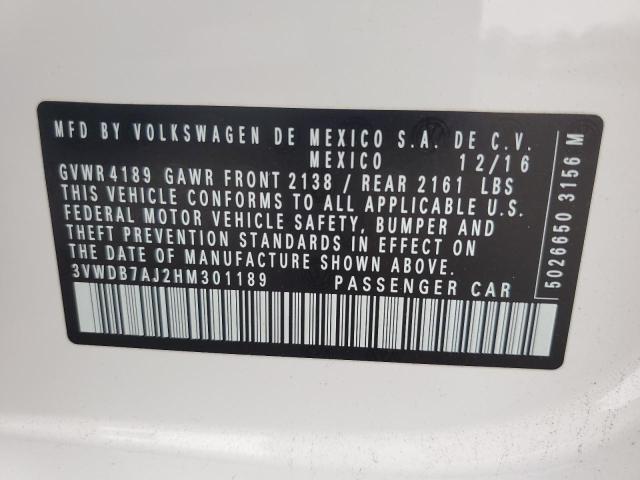 MFD BY VOLKSWAGEN DE MEXICO S.A. DE C.V.
MEXICO 12/16
GVWR 4189 GAWR FRONT 2138 / REAR 2161 LBS
THIS VEHICLE CONFORMS TO ALL APPLICABLE U.S.
FEDERAL MOTOR VEHICLE SAFETY, BUMPER AND
THEFT PREVENTION STANDARDS IN EFFECT ON
THE DATE OF MANUFACTURE SHOWN ABOVE.
3VWDB7AJ2HM301189 PASSENGER CAR
5026650 3156 M